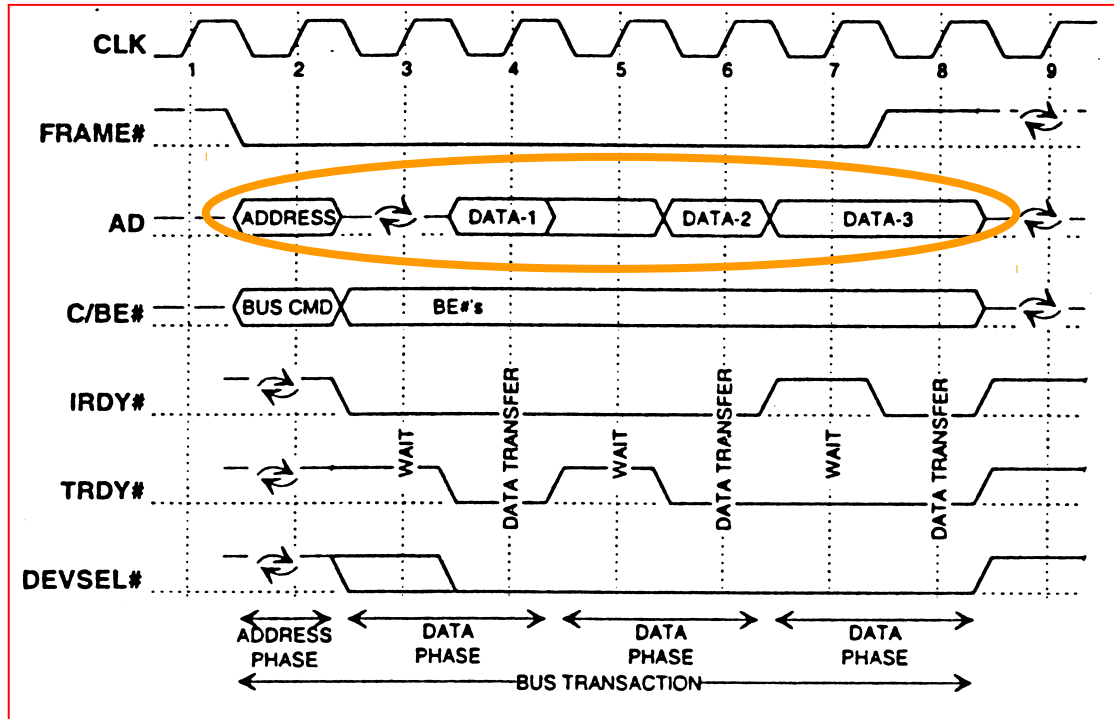 CLK
1 2 3 4 5 6 7 8 9
FRAME#
AD
ADDRESS DATA-1 DATA-2 DATA-3
C/BE#
BUS CMD BE#'s
IRDY#
TRDY#
WAIT
DATA TRANSFER
WAIT
DATA TRANSFER
WAIT
DATA TRANSFER
DEVSEL#
ADDRESS PHASE
DATA PHASE
DATA PHASE
DATA PHASE
BUS TRANSACTION